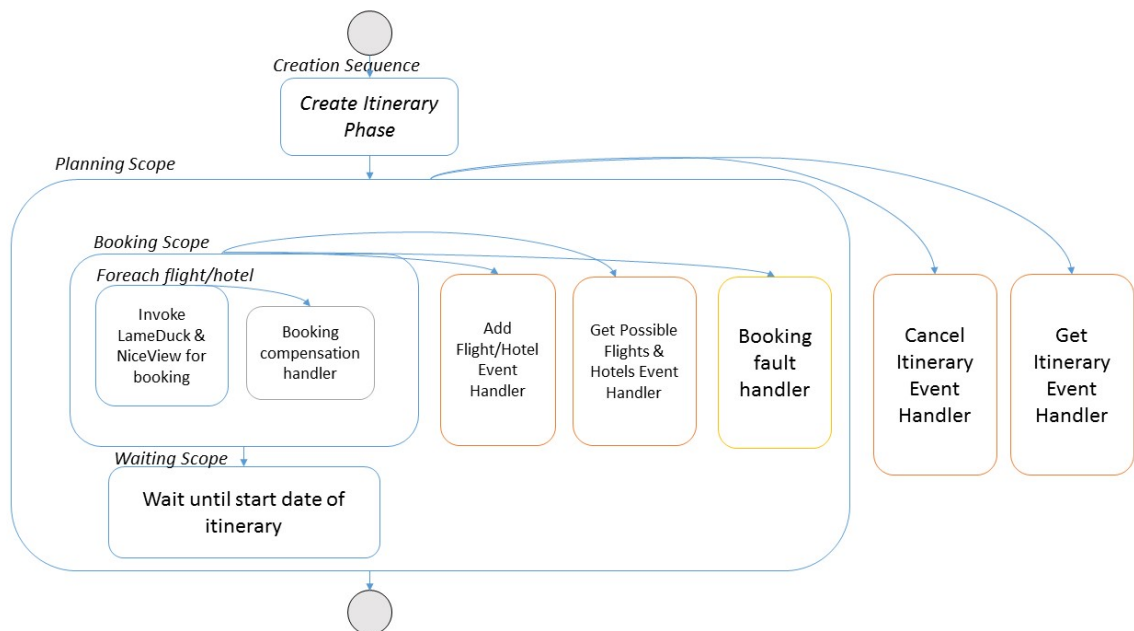 Creation Sequence
Create Itinerary
Phase
Planning Scope
Booking Scope
Foreach flight/hotel
Invoke
LameDuck &
NiceView for
booking
Booking
compensation
handler
Add
Flight/Hotel
Event
Handler
Get Possible
Flights &
Hotels Event
Handler
Booking
fault
handler
Cancel
Itinerary
Event
Handler
Get
Itinerary
Event
Handler
Waiting Scope
Wait until start date of
itinerary